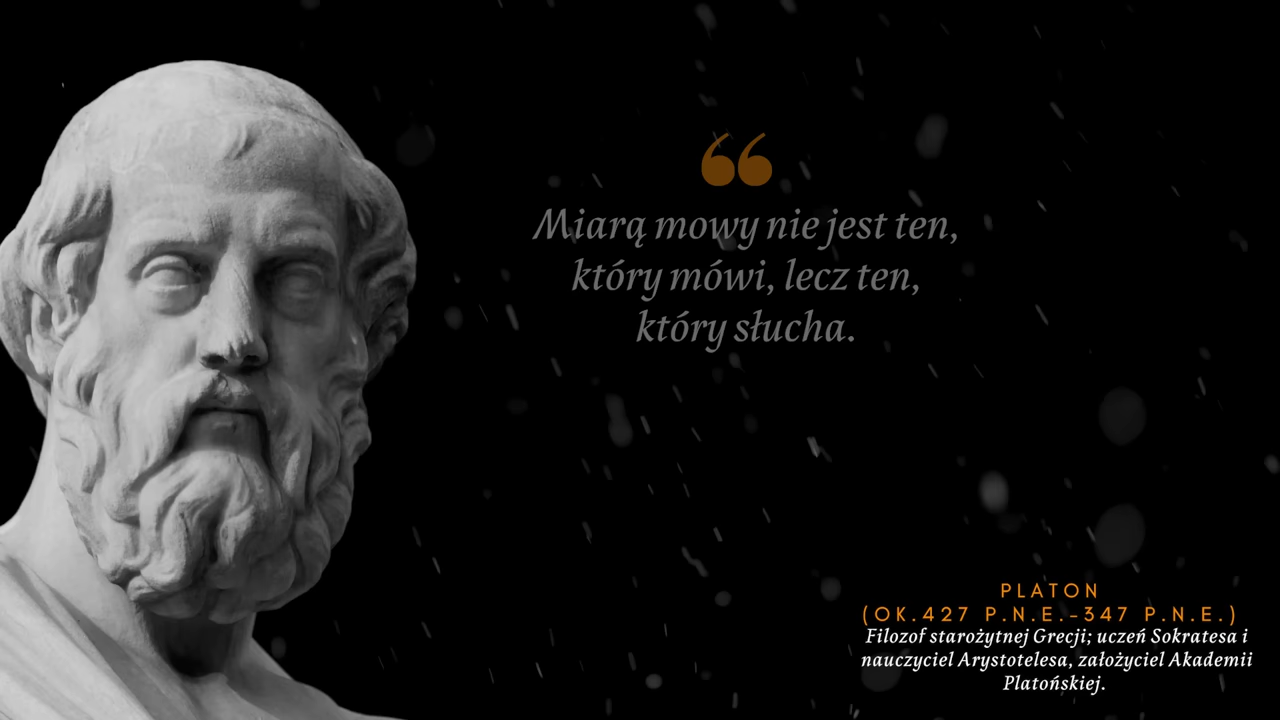 “
Miarą mowy nie jest ten,
który mówi, lecz ten,
który słucha.
PLATON
(OK.427 P.N.E.-347 P.N.E.)
Filozof starożytnej Grecji; uczeń Sokratesa i
nauczyciel Arystotelesa, założyciel Akademii
Platońskiej.